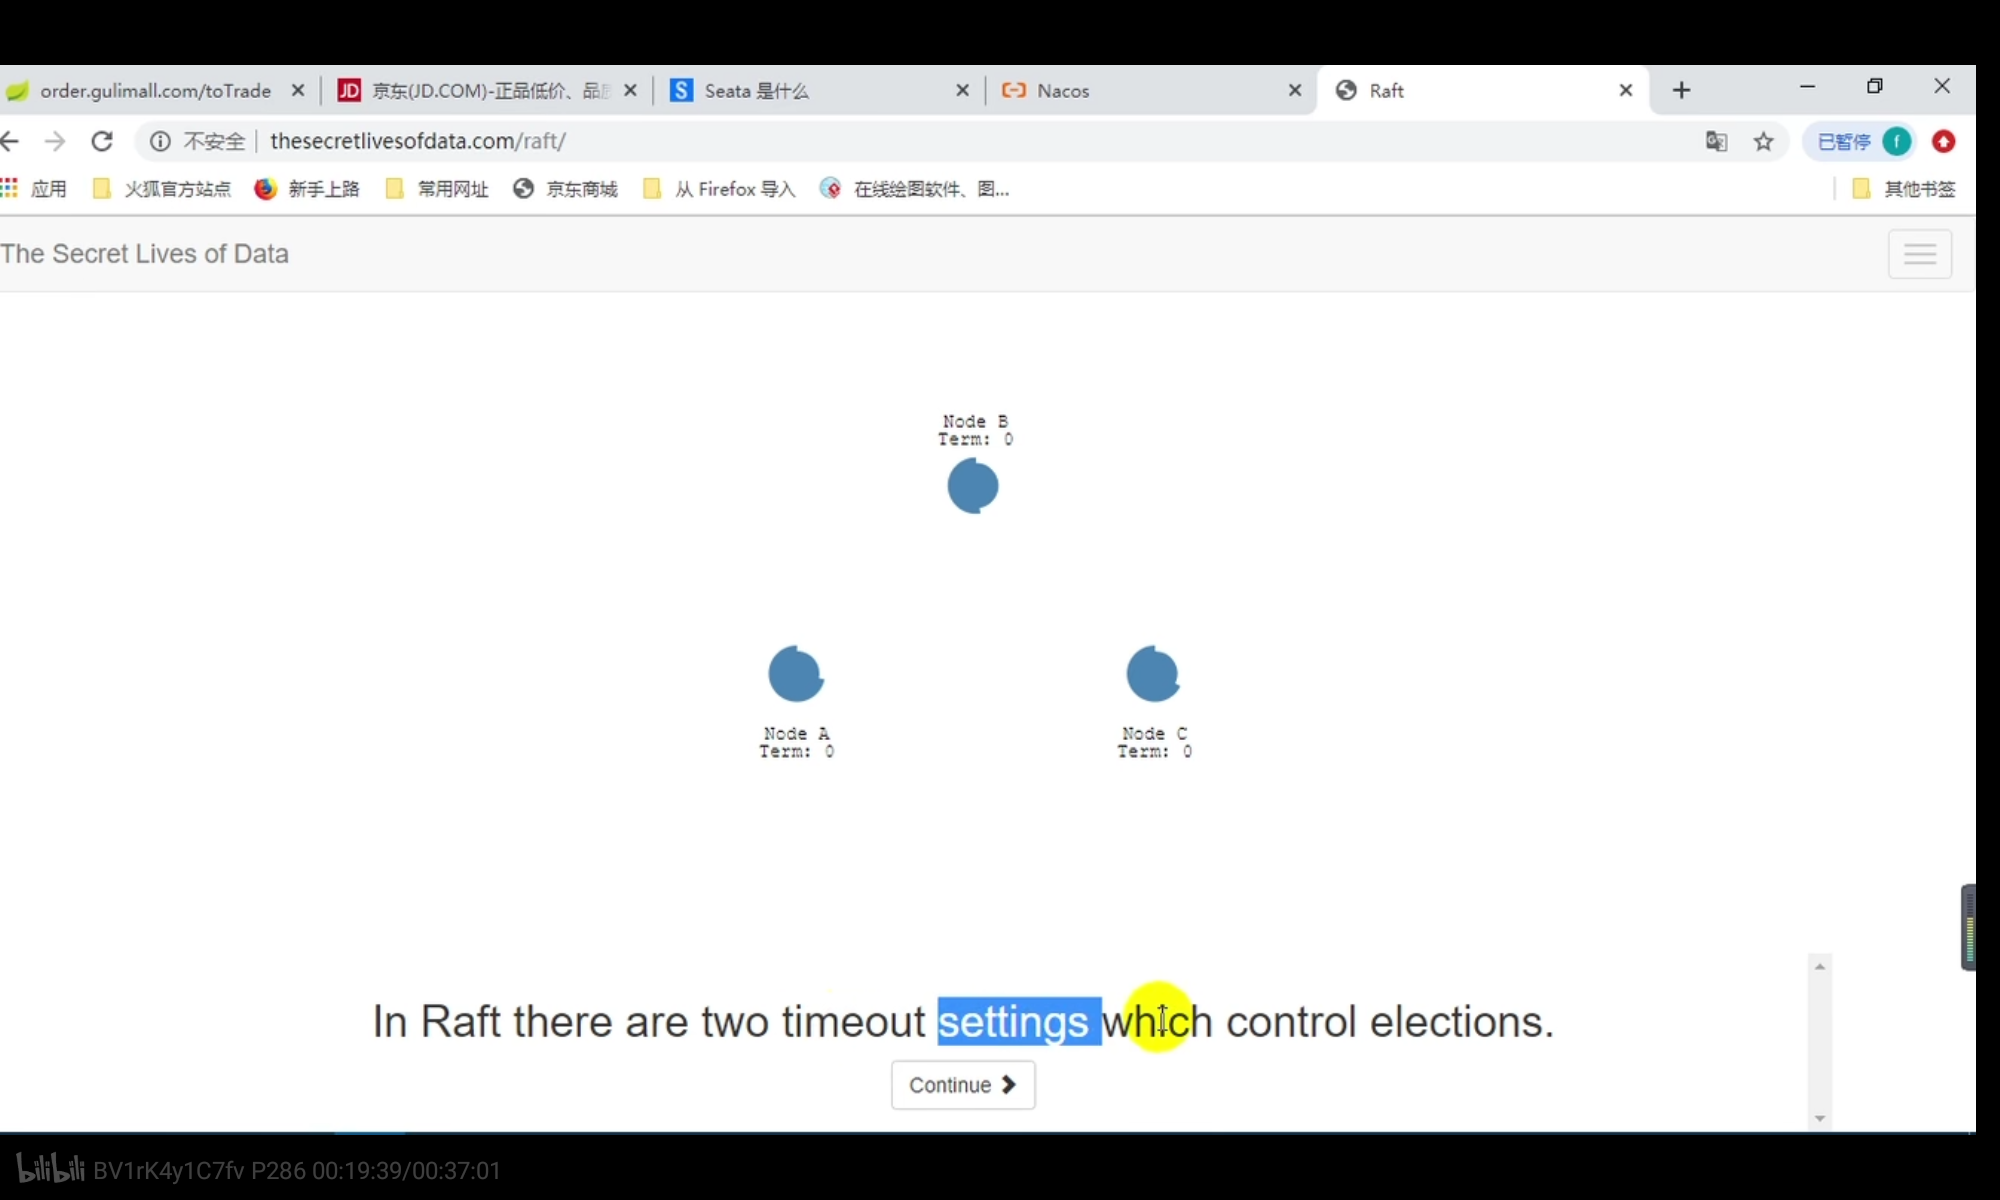 order.gulimall.com/toTrade
JD 京东(JD.COM)-正品低价、品
S Seata 是什么
Nacos
Raft
不安全 thesecretlivesofdata.com/raft/
已暂停 f
应用 火狐官方站点 新手上路 常用网址 京东商城 从 Firefox 导入 在线绘图软件、图... 其他书签
The Secret Lives of Data
Node B
Term: 0
Node A
Term: 0
Node C
Term: 0
In Raft there are two timeout settings which control elections.
Continue
bilibili BV1rK4y1C7fv P286 00:19:39/00:37:01